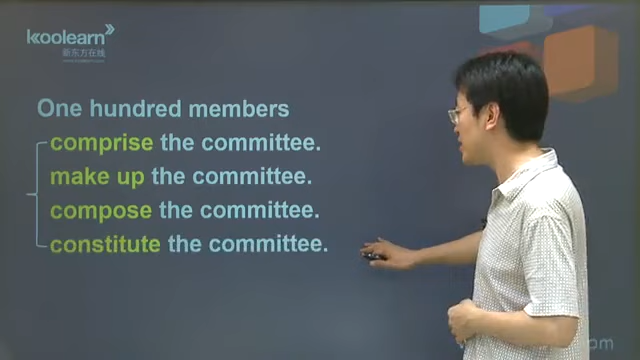 koolearn
新东方在线
One hundred members
comprise the committee.
make up the committee.
compose the committee.
constitute the committee.